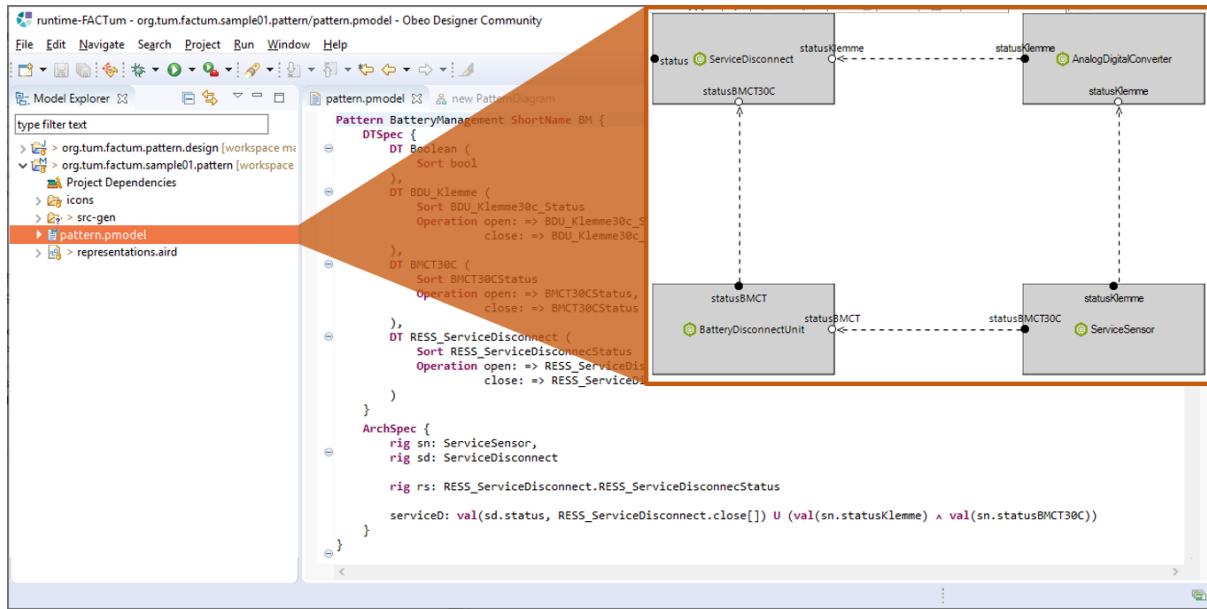 runtime-FACTum - org.tum.factum.sample01.pattern/pattern.pmodel - Obeo Designer Community
File Edit Navigate Search Project Run Window Help
Model Explorer
type filter text
> org.tum.factum.pattern.design [workspace ma
> org.tum.factum.sample01.pattern [workspace
Project Dependencies
icons
> src-gen
pattern.pmodel
> representations.aird
pattern.pmodel
new PatternDiagram
Pattern BatteryManagement ShortName BM {
DTSpec {
DT Boolean (
Sort bool
),
DT BDU_Klemme (
Sort BDU_Klemme30c_Status
Operation open: => BDU_Klemme30c_S
close: => BDU_Klemme30c_
),
DT BMCT30C (
Sort BMCT30CStatus
Operation open: => BMCT30CStatus,
close: => BMCT30CStatus
),
DT RESS_ServiceDisconnect (
Sort RESS_ServiceDisconnecStatus
Operation open: => RESS_ServiceDis
close: => RESS_ServiceDi
)
}
ArchSpec {
rig sn: ServiceSensor,
rig sd: ServiceDisconnect
rig rs: RESS_ServiceDisconnect.RESS_ServiceDisconnecStatus
serviceD: val(sd.status, RESS_ServiceDisconnect.close[]) U (val(sn.statusKlemme) ∧ val(sn.statusBMCT30C))
}
}
status
ServiceDisconnect
statusKlemme
statusBMCT30C
statusKlemme
AnalogDigitalConverter
statusKlemme
statusBMCT
BatteryDisconnectUnit
statusBMCT
statusBMCT30C
statusKlemme
ServiceSensor